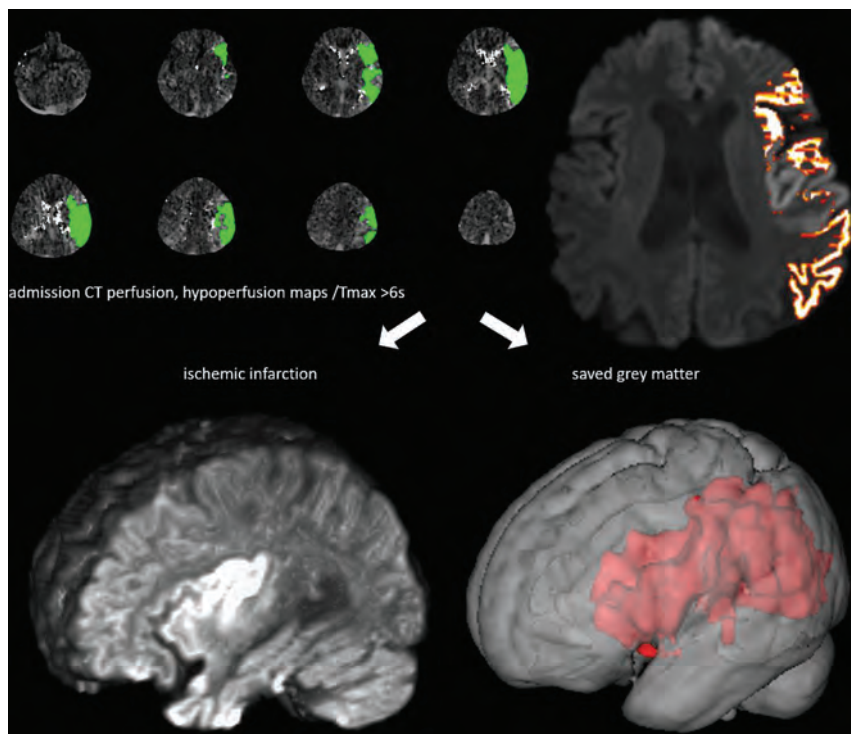 admission CT perfusion, hypoperfusion maps /Tmax >6s
ischemic infarction
saved grey matter